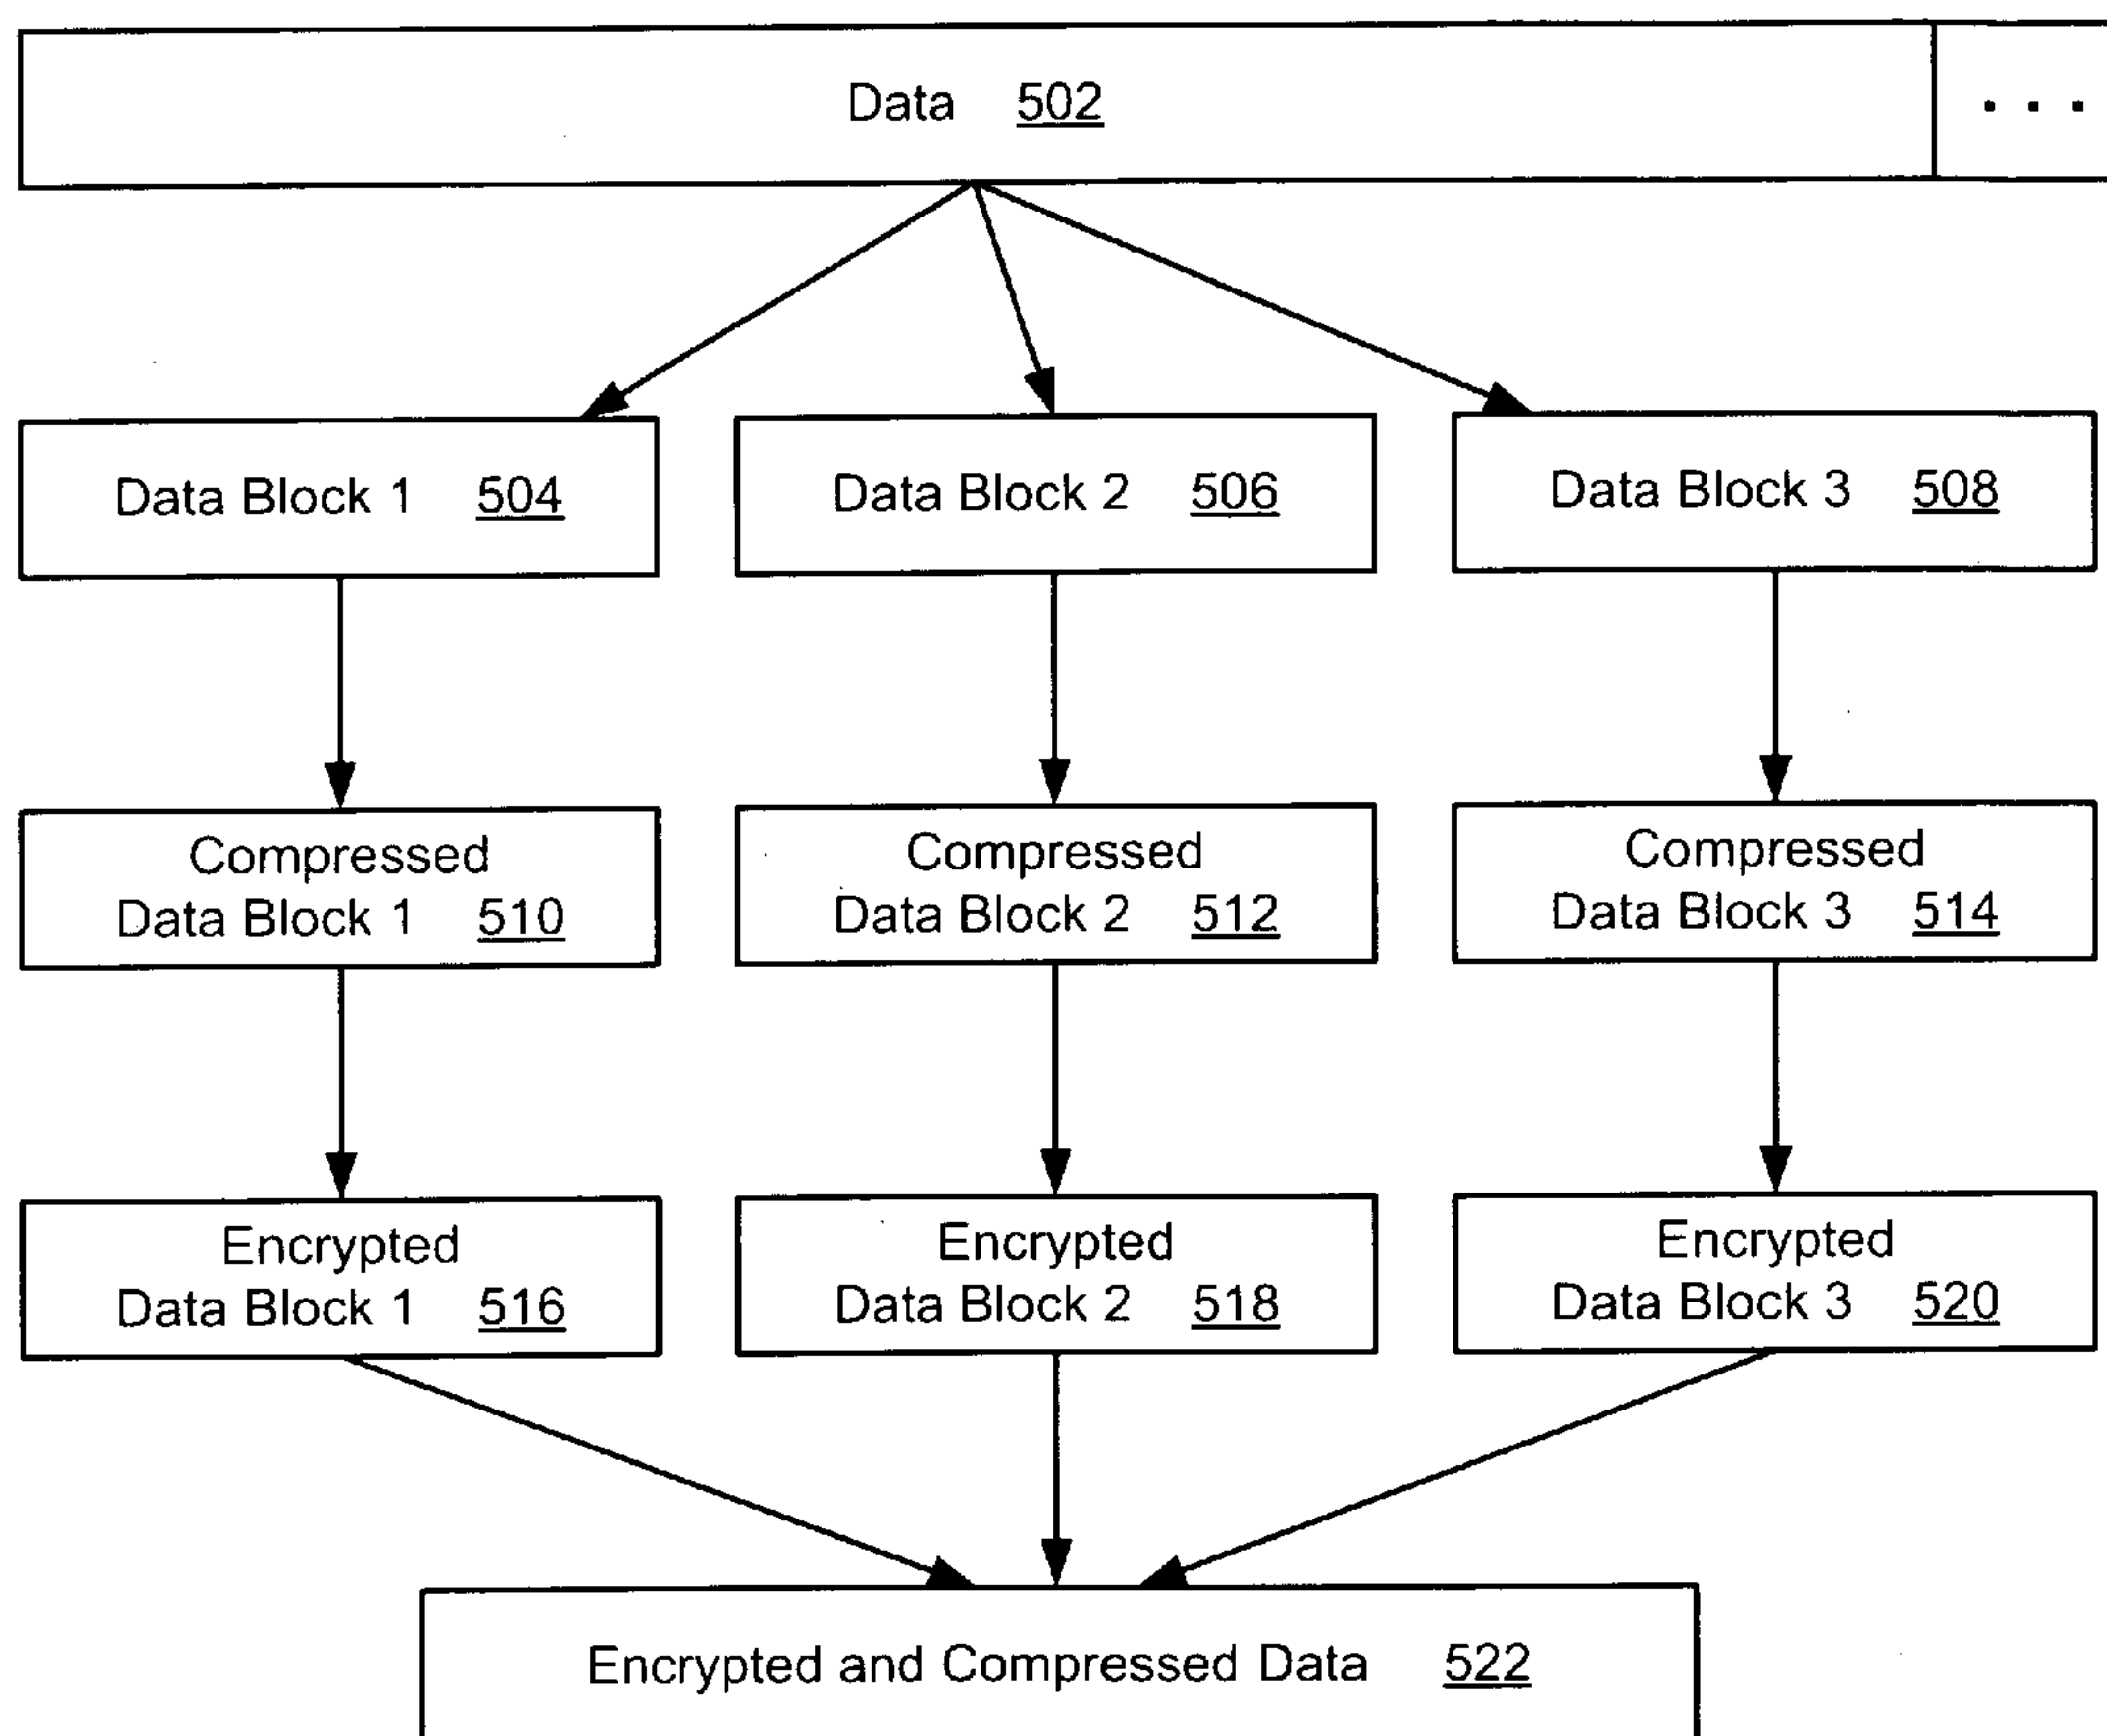 Data 502
. . .
Data Block 1 504
Data Block 2 506
Data Block 3 508
Compressed
Data Block 1 510
Compressed
Data Block 2 512
Compressed
Data Block 3 514
Encrypted
Data Block 1 516
Encrypted
Data Block 2 518
Encrypted
Data Block 3 520
Encrypted and Compressed Data 522